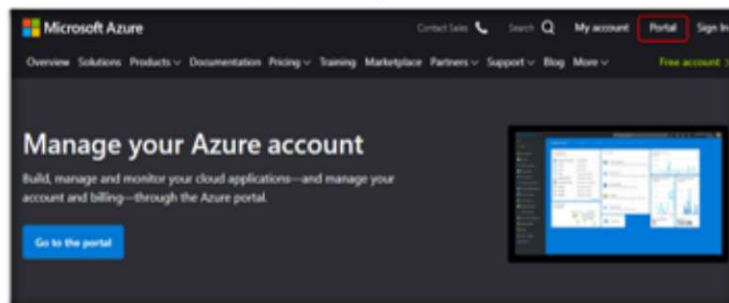 Microsoft Azure Contact Sales Search My account Portal Sign In
Overview Solutions Products Documentation Pricing Training Marketplace Partners Support Blog More Free account >
Manage your Azure account
Build, manage and monitor your cloud applications—and manage your
account and billing—through the Azure portal.
Go to the portal